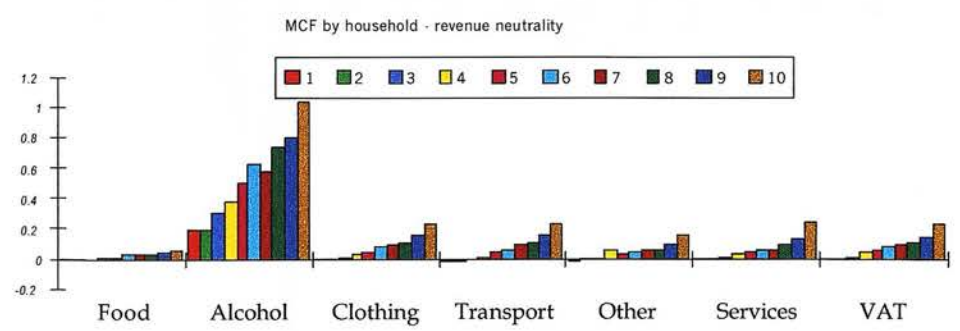 MCF by household - revenue neutrality
1 2 3 4 5 6 7 8 9 10
1.2
1
0.8
0.6
0.4
0.2
0
-0.2
Food Alcohol Clothing Transport Other Services VAT